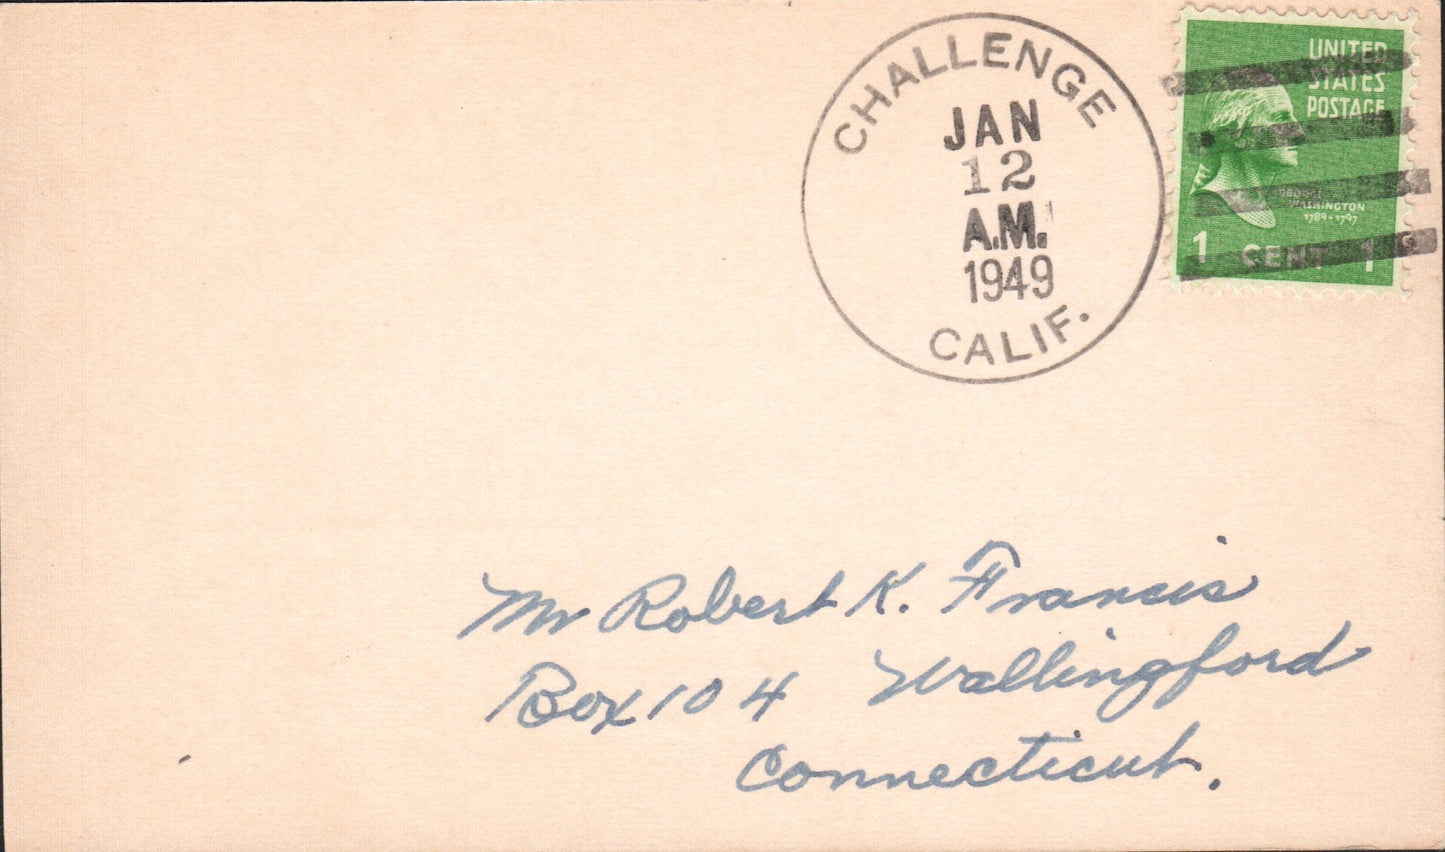 CHALLENGE
JAN
12
A.M.
1949
CALIF.
UNITED
STATES
POSTAGE
GEORGE
WASHINGTON
1789-1797
1 CENT 1
Mr Robert K. Francis
Box 104 Wallingford
Connecticut.